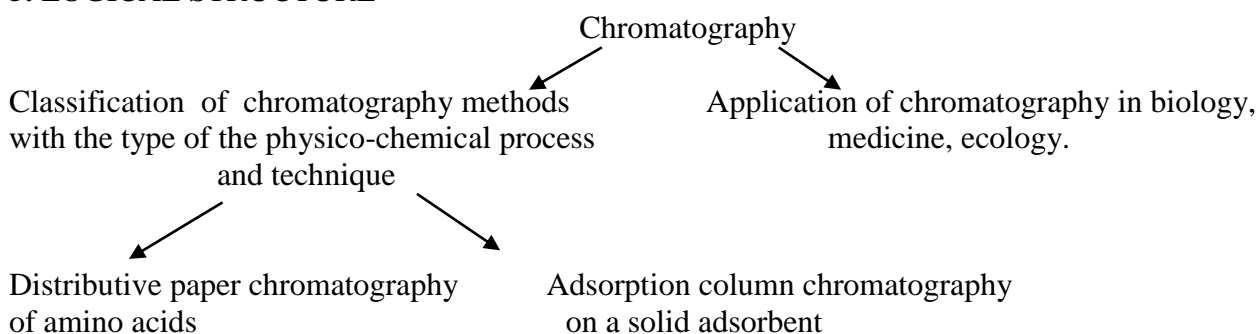 Chromatography
Classification of chromatography methods
with the type of the physico-chemical process
and technique
Application of chromatography in biology,
medicine, ecology.
Distributive paper chromatography
of amino acids
Adsorption column chromatography
on a solid adsorbent